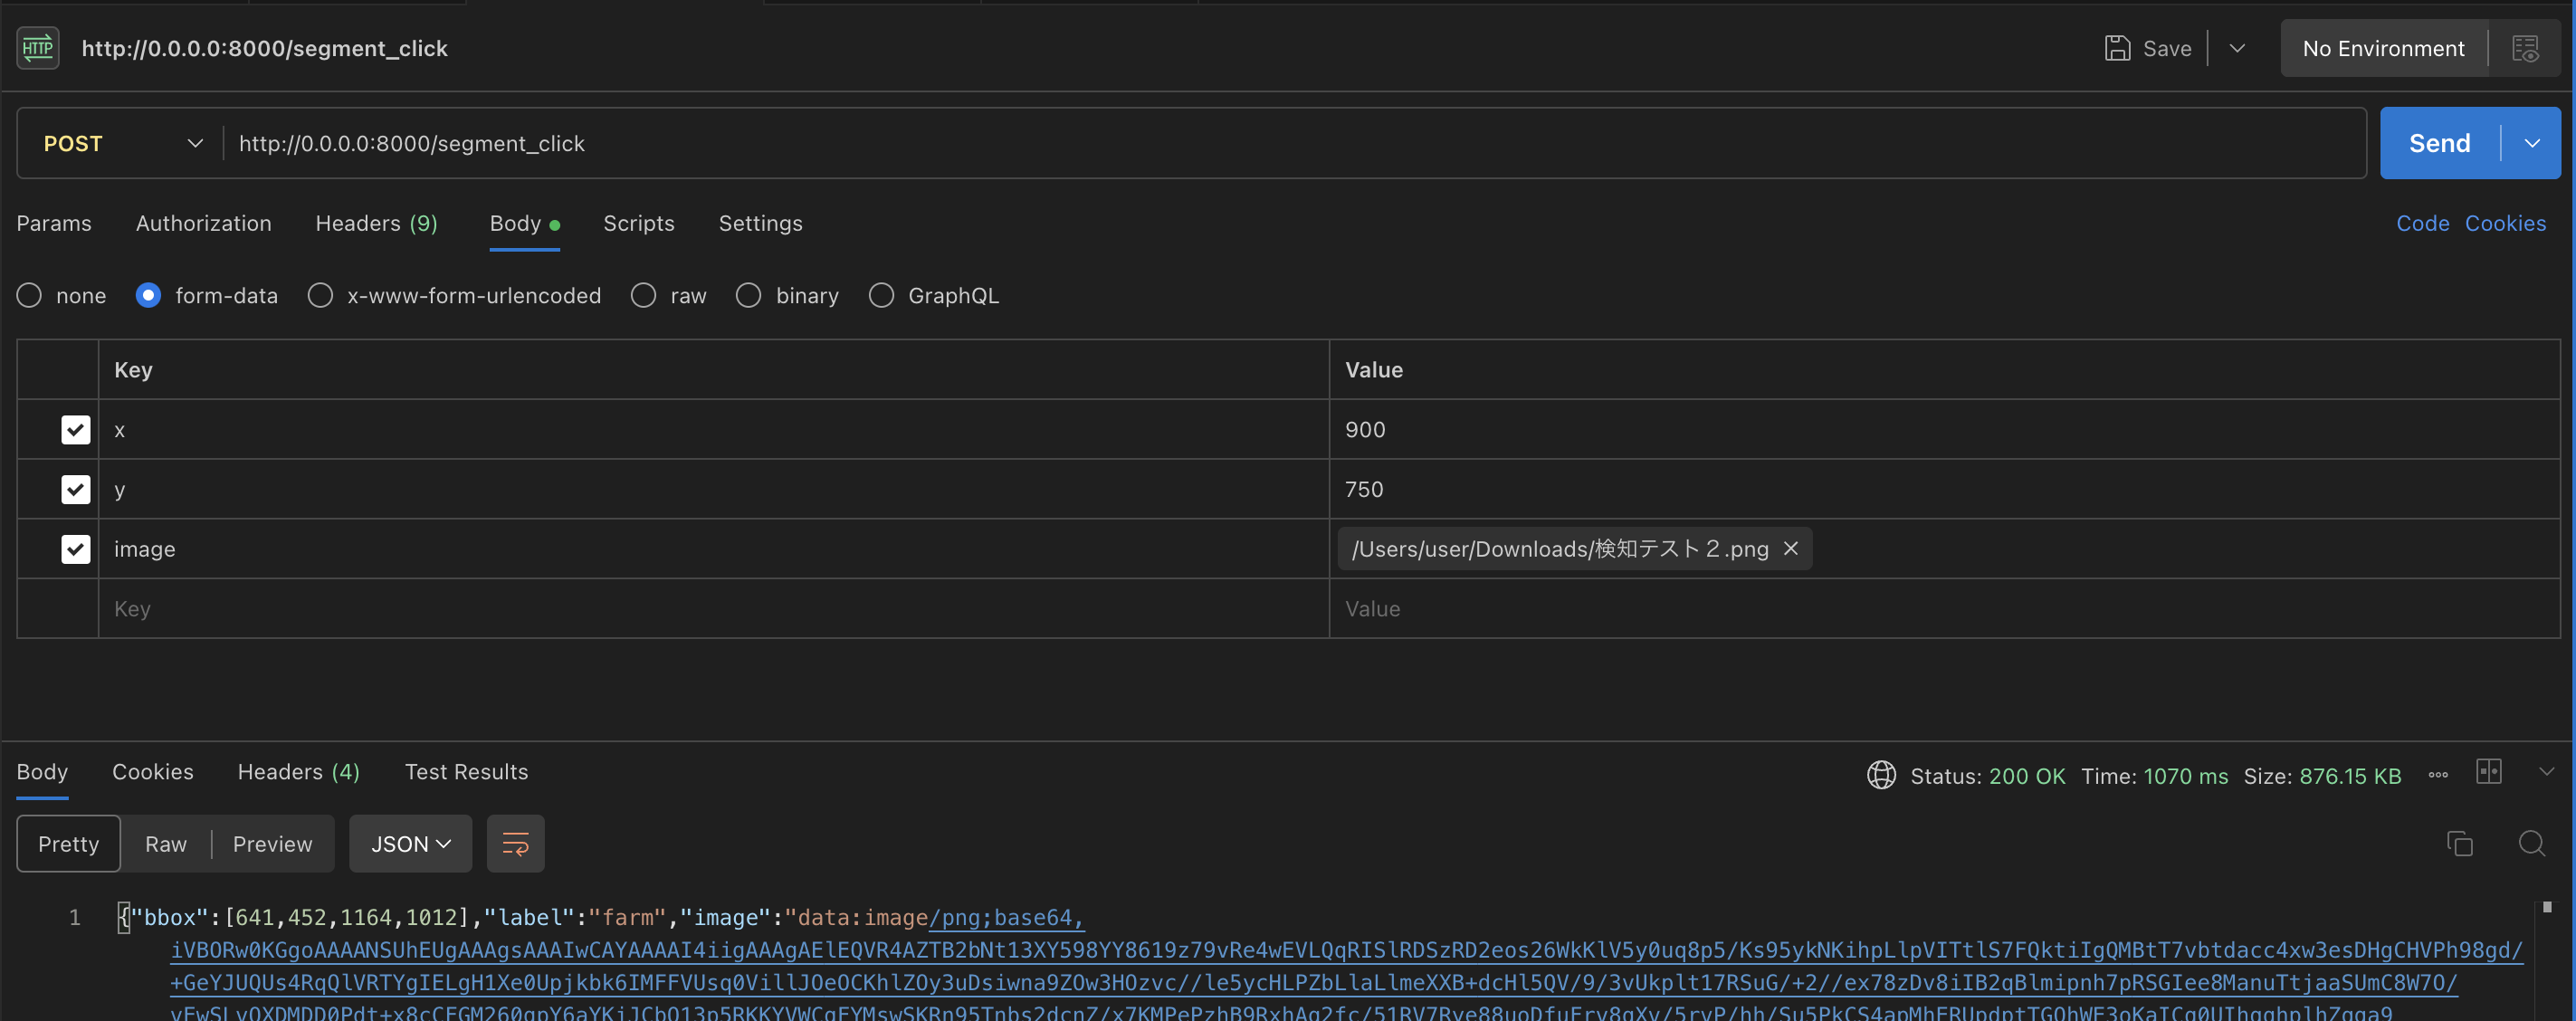 HTTP http://0.0.0.0:8000/segment_click Save No Environment
POST http://0.0.0.0:8000/segment_click Send
Params Authorization Headers (9) Body Scripts Settings Code Cookies
none form-data x-www-form-urlencoded raw binary GraphQL
Key Value
x 900
y 750
image /Users/user/Downloads/検知テスト２.png
Key Value
Body Cookies Headers (4) Test Results Status: 200 OK Time: 1070 ms Size: 876.15 KB
Pretty Raw Preview JSON
1 {"bbox":[641,452,1164,1012],"label":"farm","image":"data:image/png;base64,
iVBORw0KGgoAAAANSUhEUgAAAgsAAAIwCAYAAAAI4iigAAAgAElEQVR4AZTB2bNt13XY598YY8619z79vRe4wEVLQqRISlRDSzRD2eos26WkKlV5y0uq8p5/Ks95ykNKihpLlpVITtlS7FQktiIgQMBtT7vbtdacc4xw3esDHgCHVPh98gd/
+GeYJUQUs4RqQlVRTYgIELgH1Xe0Upjkbk6IMFFVUsq0VillJOeOCKhlZOy3uDsiwna9ZOw3HOzvc//le5ycHLPZbLlaLlmeXXB+dcHl5QV/9/3vUkplt17RSuG/+2//ex78zDv8iIB2qBlmipnh7pRSGIee8ManuTtjaaSUmC8W7O/